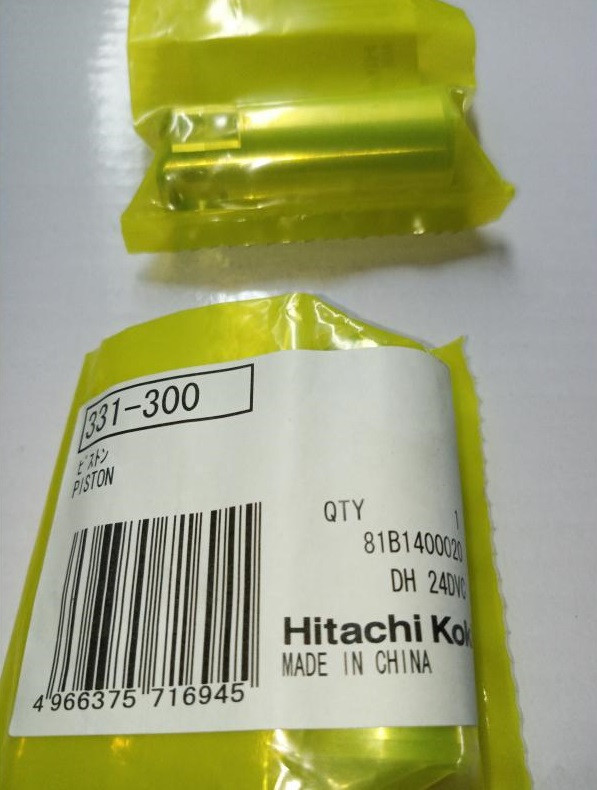 331-300
ピストン
PISTON
QTY 1
81B1400020
DH 24DVC
Hitachi Kok
MADE IN CHINA
4 966375 716945